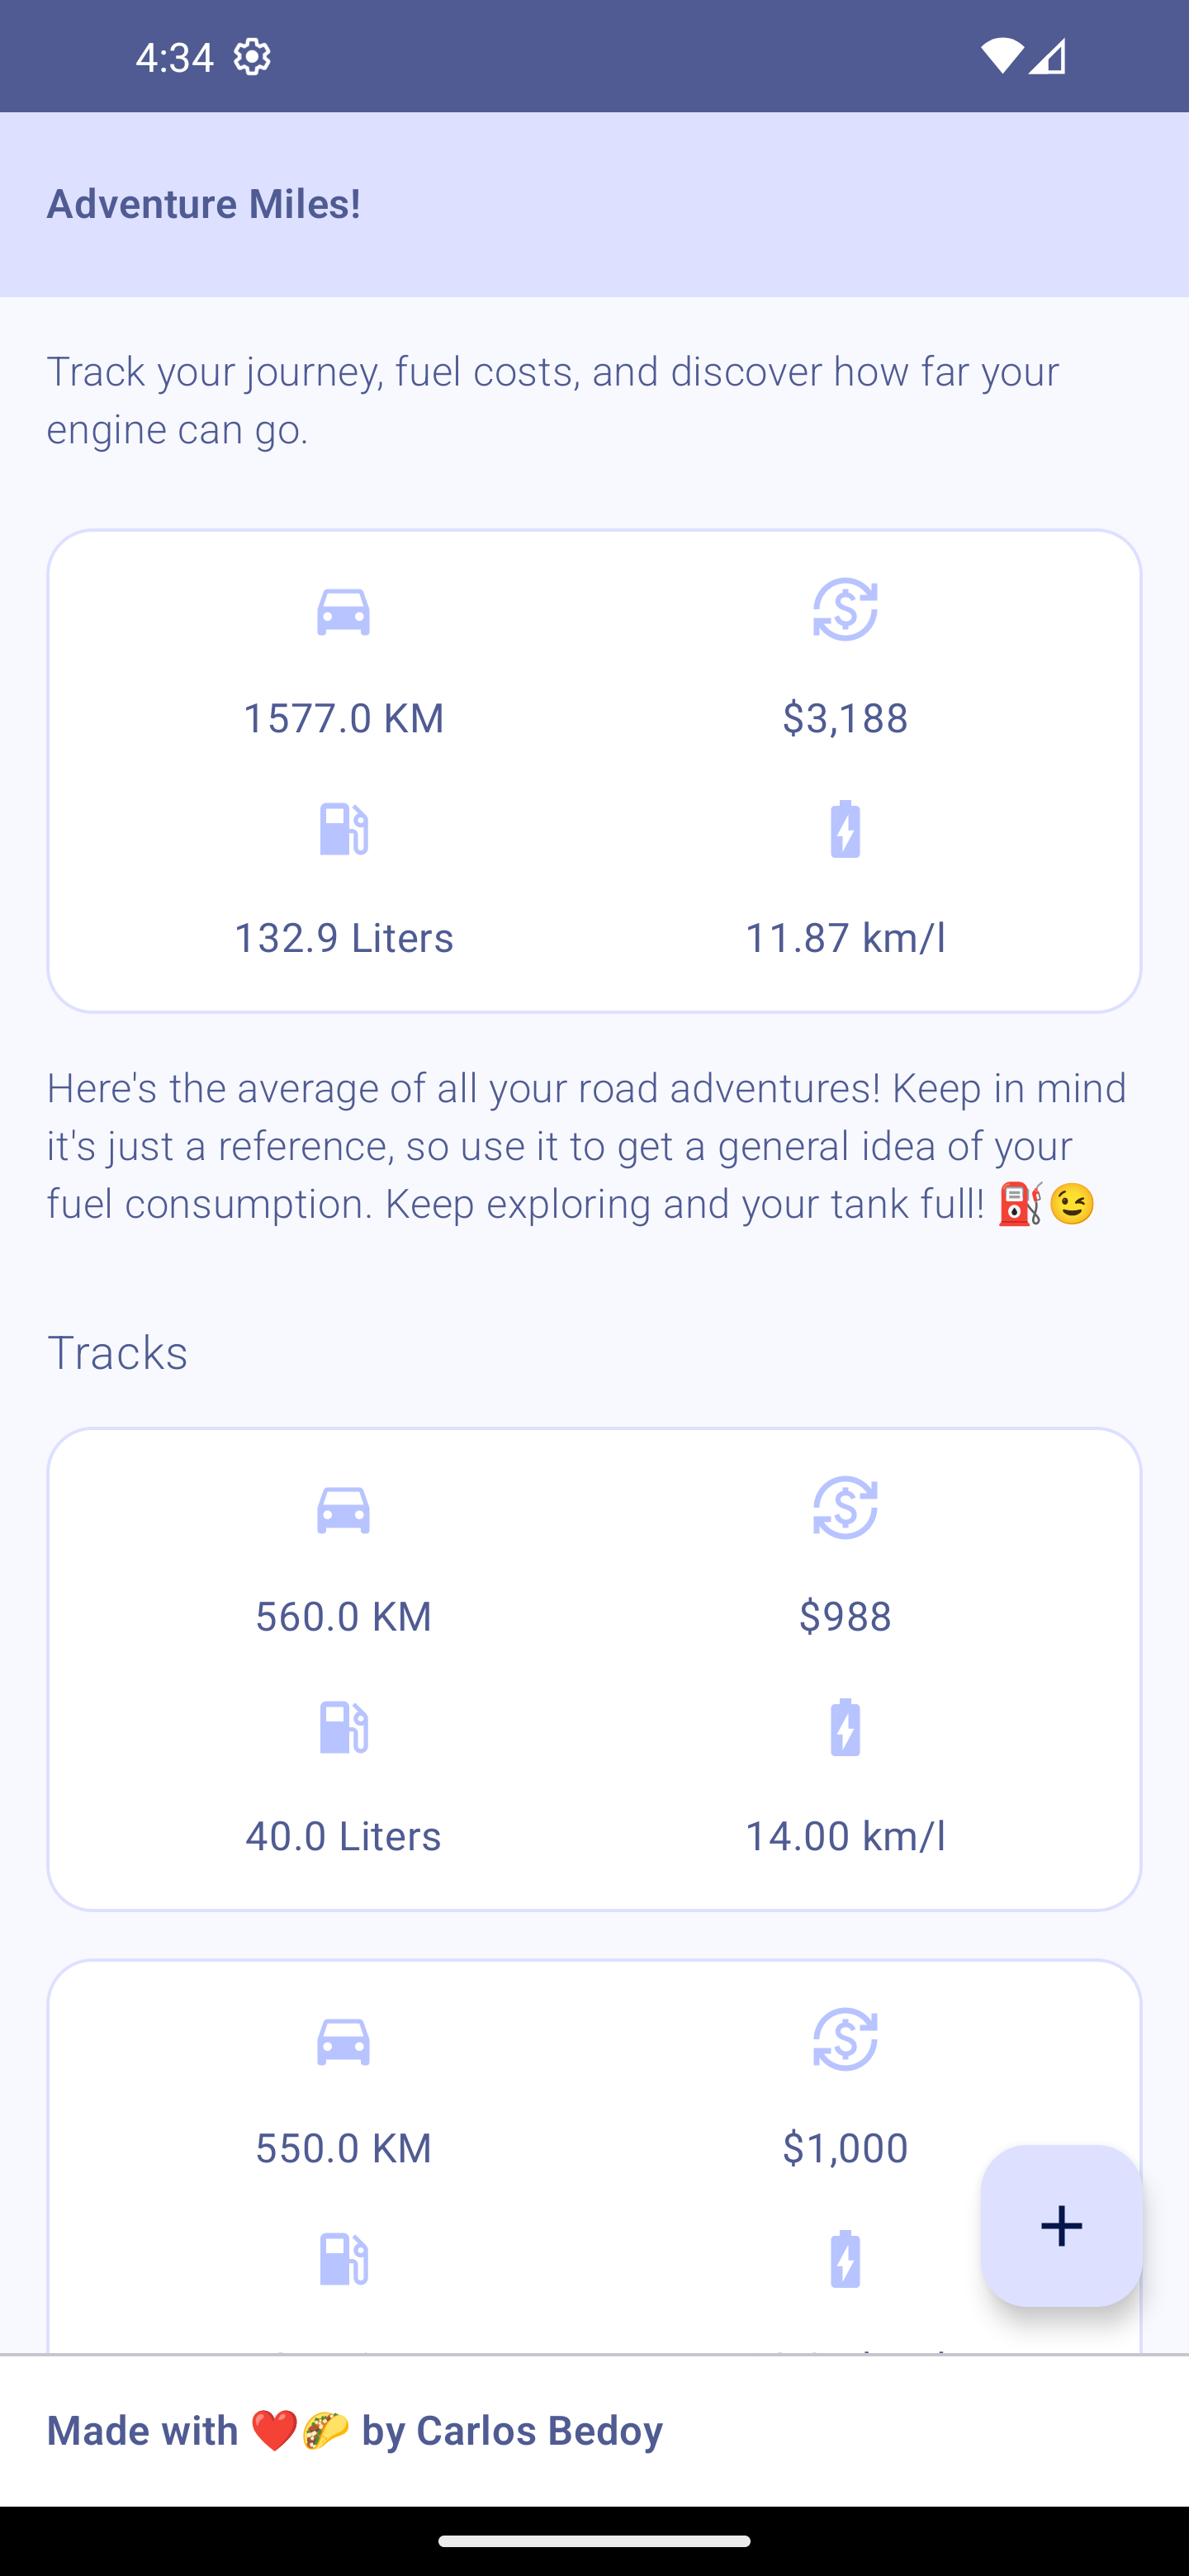 4:34
Adventure Miles!
Track your journey, fuel costs, and discover how far your
engine can go.
1577.0 KM
$3,188
132.9 Liters
11.87 km/l
Here's the average of all your road adventures! Keep in mind
it's just a reference, so use it to get a general idea of your
fuel consumption. Keep exploring and your tank full! ⛽😉
Tracks
560.0 KM
$988
40.0 Liters
14.00 km/l
550.0 KM
$1,000
Made with ❤️🌮 by Carlos Bedoy